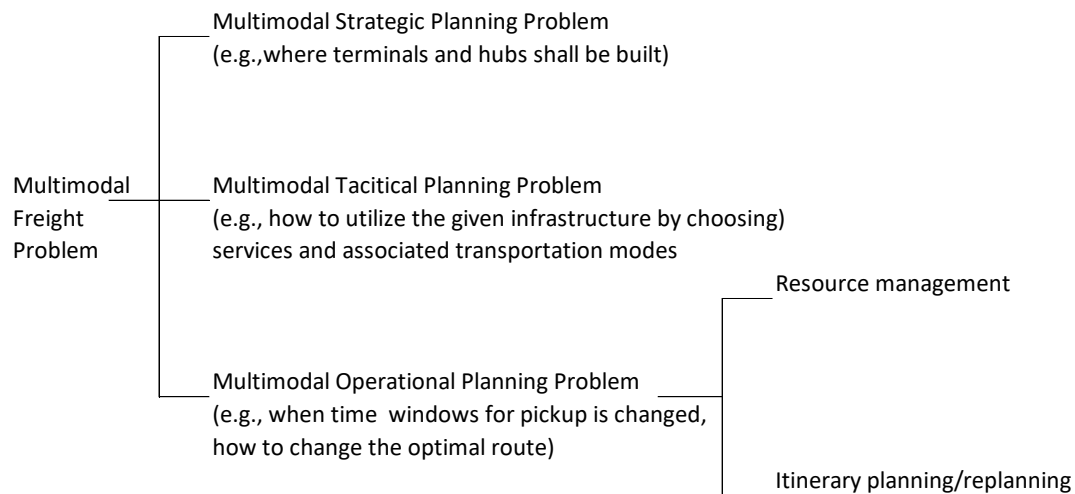 Multimodal Strategic Planning Problem
(e.g.,where terminals and hubs shall be built)
Multimodal
Freight
Problem
Multimodal Tacitical Planning Problem
(e.g., how to utilize the given infrastructure by choosing)
services and associated transportation modes
Resource management
Multimodal Operational Planning Problem
(e.g., when time windows for pickup is changed,
how to change the optimal route)
Itinerary planning/replanning